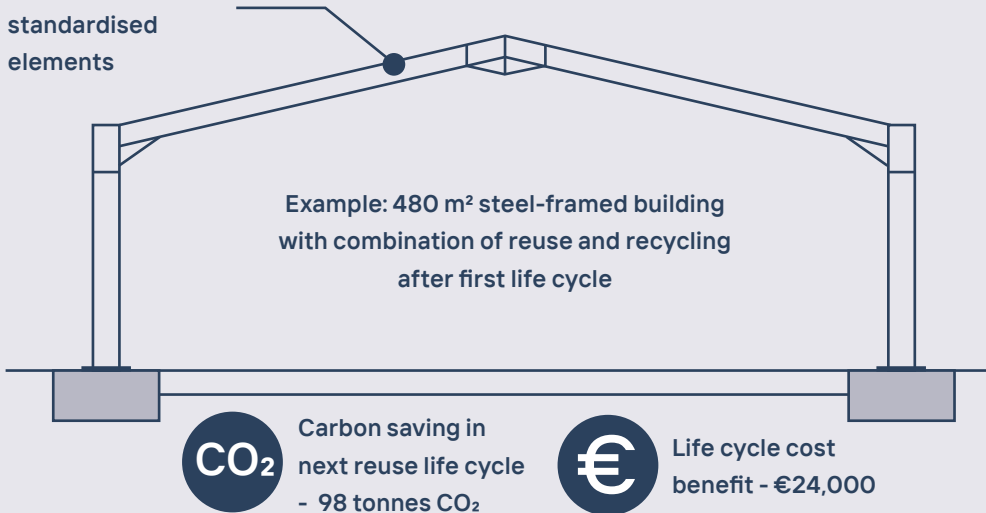 standardised
elements
Example: 480 m² steel-framed building
with combination of reuse and recycling
after first life cycle
CO₂
Carbon saving in
next reuse life cycle
- 98 tonnes CO₂
€
Life cycle cost
benefit - €24,000